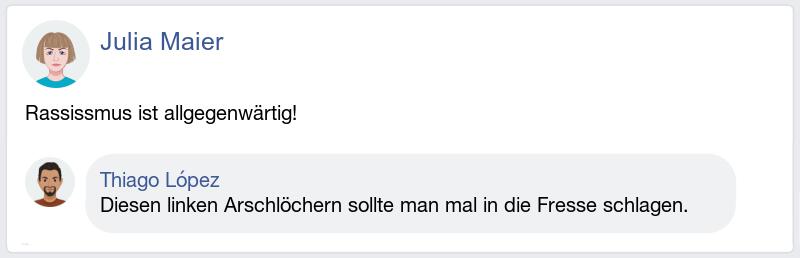 Julia Maier
Rassissmus ist allgegenwärtig!
Thiago López
Diesen linken Arschlöchern sollte man mal in die Fresse schlagen.